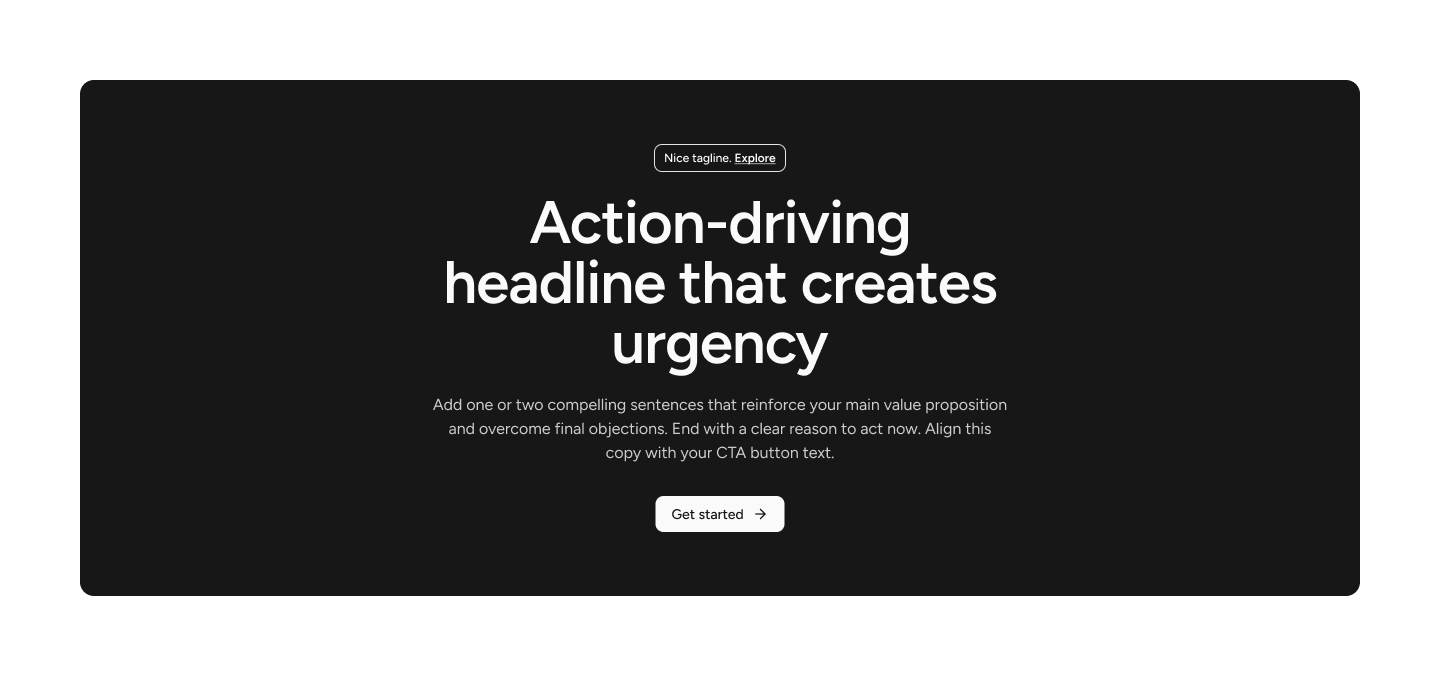 Nice tagline. Explore
Action-driving
headline that creates
urgency
Add one or two compelling sentences that reinforce your main value proposition
and overcome final objections. End with a clear reason to act now. Align this
copy with your CTA button text.
Get started